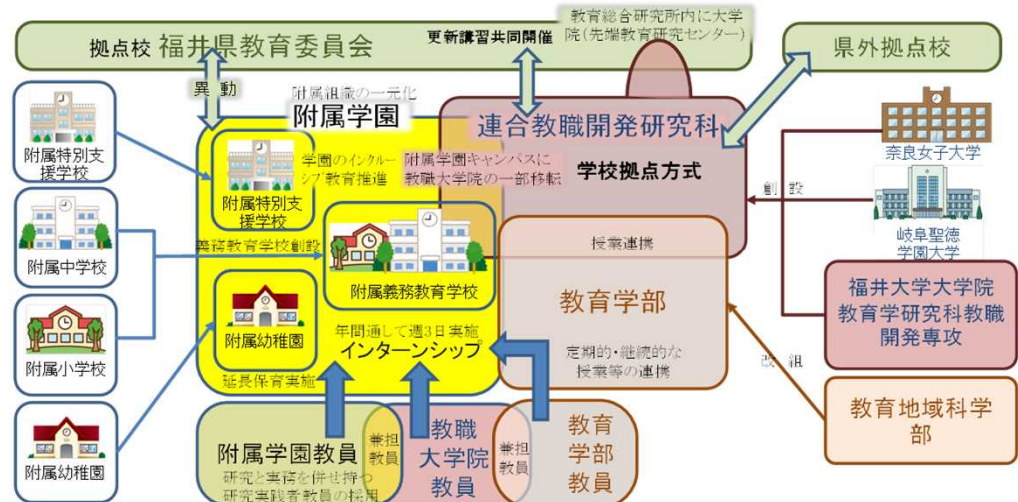 拠点校 福井県教育委員会
更新講習共同開催
教育総合研究所内に大学
院(先端教育研究センター)
県外拠点校
異動
附属組織の一元化
附属学園
連合教職開発研究科
学校拠点方式
附属学園キャンパスに
教職大学院の一部移転
学園のインクルー
シブ教育推進
附属特別支
援学校
附属特別支
援学校
附属中学校
義務教育学校創設
附属義務教育学校
附属小学校
附属幼稚園
附属幼稚園
延長保育実施
年間通して週3日実施
インターンシップ
授業連携
教育学部
定期的・継続的な
授業等の連携
奈良女子大学
創設
岐阜聖徳
学園大学
福井大学大学院
教育学研究科教職
開発専攻
改組
教育地域科学
部
附属学園教員
研究と実務を併せ持つ
研究実践者教員の採用
兼担
教員
教職
大学院
教員
兼担
教員
教育
学部
教員